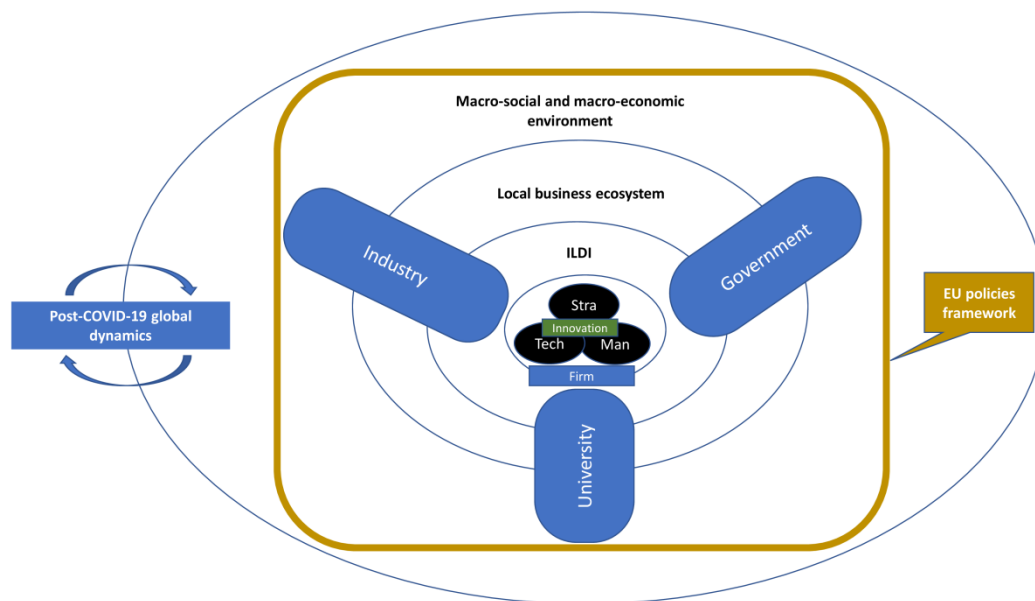 Macro-social and macro-economic
environment
Local business ecosystem
Industry
Government
ILDI
Stra
Innovation
Tech
Man
Firm
University
Post-COVID-19 global
dynamics
EU policies
framework